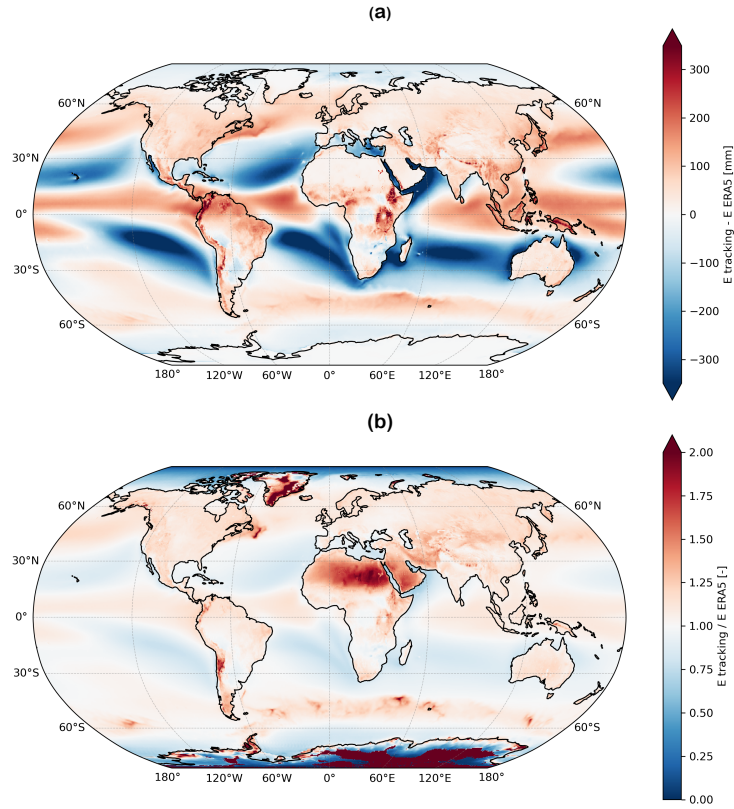 (a)
60°N 60°N
30°N 30°N
0° 0°
30°S 30°S
60°S 60°S
180° 120°W 60°W 0° 60°E 120°E 180°
300
200
100
0
−100
−200
−300
E tracking - E ERA5 [mm]
(b)
60°N 60°N
30°N 30°N
0° 0°
30°S 30°S
60°S 60°S
180° 120°W 60°W 0° 60°E 120°E 180°
2.00
1.75
1.50
1.25
1.00
0.75
0.50
0.25
0.00
E tracking / E ERA5 [-]